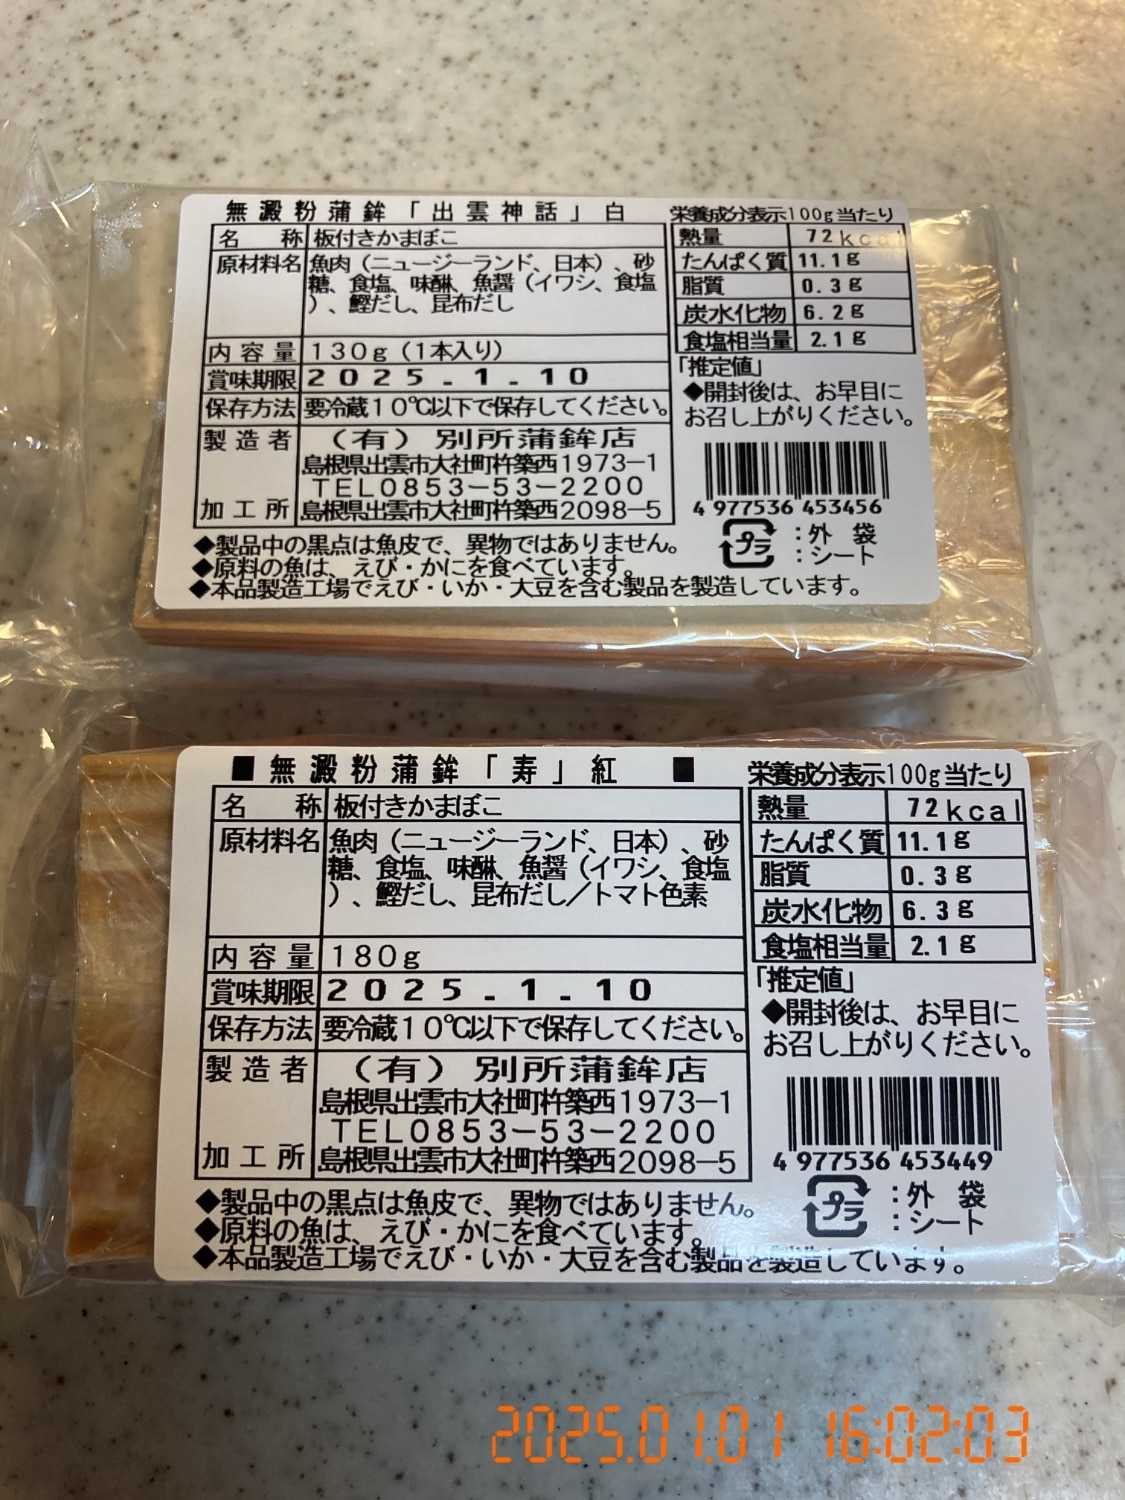 無澱粉蒲鉾「出雲神話」白
名　称 板付きかまぼこ
原材料名 魚肉（ニュージーランド、日本）、砂
糖、食塩、味醂、魚醤（イワシ、食塩
）、鰹だし、昆布だし
内容量 130g（1本入り）
賞味期限 2025.1.10
保存方法 要冷蔵10℃以下で保存してください。
製造者 （有）別所蒲鉾店
島根県出雲市大社町杵築西1973-1
TEL0853-53-2200
加工所 島根県出雲市大社町杵築西2098-5
栄養成分表示100g当たり
熱量 72kcal
たんぱく質 11.1g
脂質 0.3g
炭水化物 6.2g
食塩相当量 2.1g
「推定値」
◆開封後は、お早目に
お召し上がりください。
4 977536 453456
プラ ：外袋
：シート
◆製品中の黒点は魚皮で、異物ではありません。
◆原料の魚は、えび・かにを食べています。
◆本品製造工場でえび・いか・大豆を含む製品を製造しています。
■無澱粉蒲鉾「寿」紅 ■
名　称 板付きかまぼこ
原材料名 魚肉（ニュージーランド、日本）、砂
糖、食塩、味醂、魚醤（イワシ、食塩
）、鰹だし、昆布だし／トマト色素
内容量 180g
賞味期限 2025.1.10
保存方法 要冷蔵10℃以下で保存してください。
製造者 （有）別所蒲鉾店
島根県出雲市大社町杵築西1973-1
TEL0853-53-2200
加工所 島根県出雲市大社町杵築西2098-5
栄養成分表示100g当たり
熱量 72kcal
たんぱく質 11.1g
脂質 0.3g
炭水化物 6.3g
食塩相当量 2.1g
「推定値」
◆開封後は、お早目に
お召し上がりください。
4 977536 453449
プラ ：外袋
：シート
◆製品中の黒点は魚皮で、異物ではありません。
◆原料の魚は、えび・かにを食べています。
◆本品製造工場でえび・いか・大豆を含む製品を製造しています。
2025.01.01 16:02:03